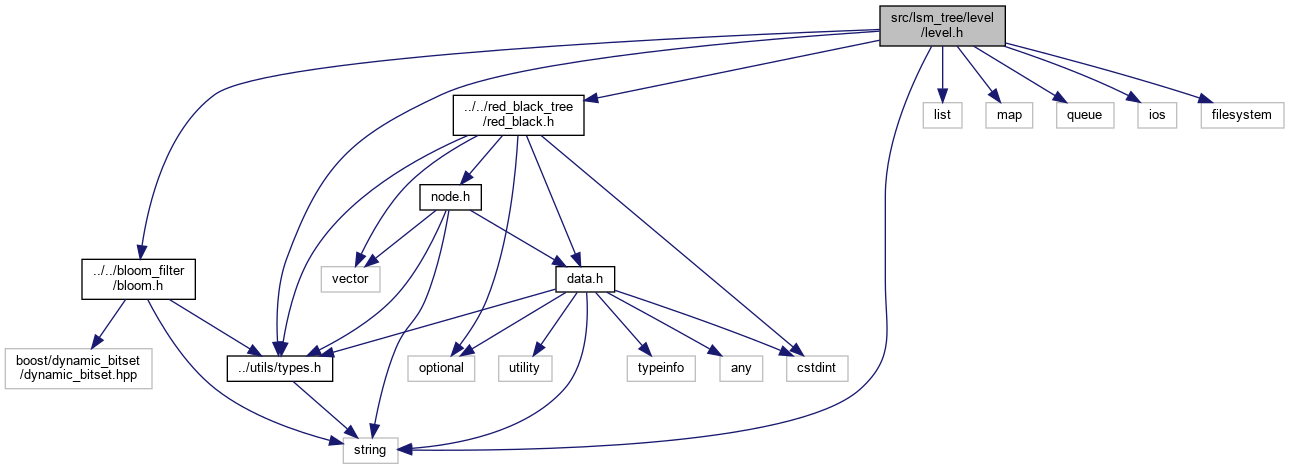 src/lsm_tree/level
/level.h
../../red_black_tree
/red_black.h
list
map
queue
ios
filesystem
node.h
../../bloom_filter
/bloom.h
vector
data.h
boost/dynamic_bitset
/dynamic_bitset.hpp
../utils/types.h
optional
utility
typeinfo
any
cstdint
string